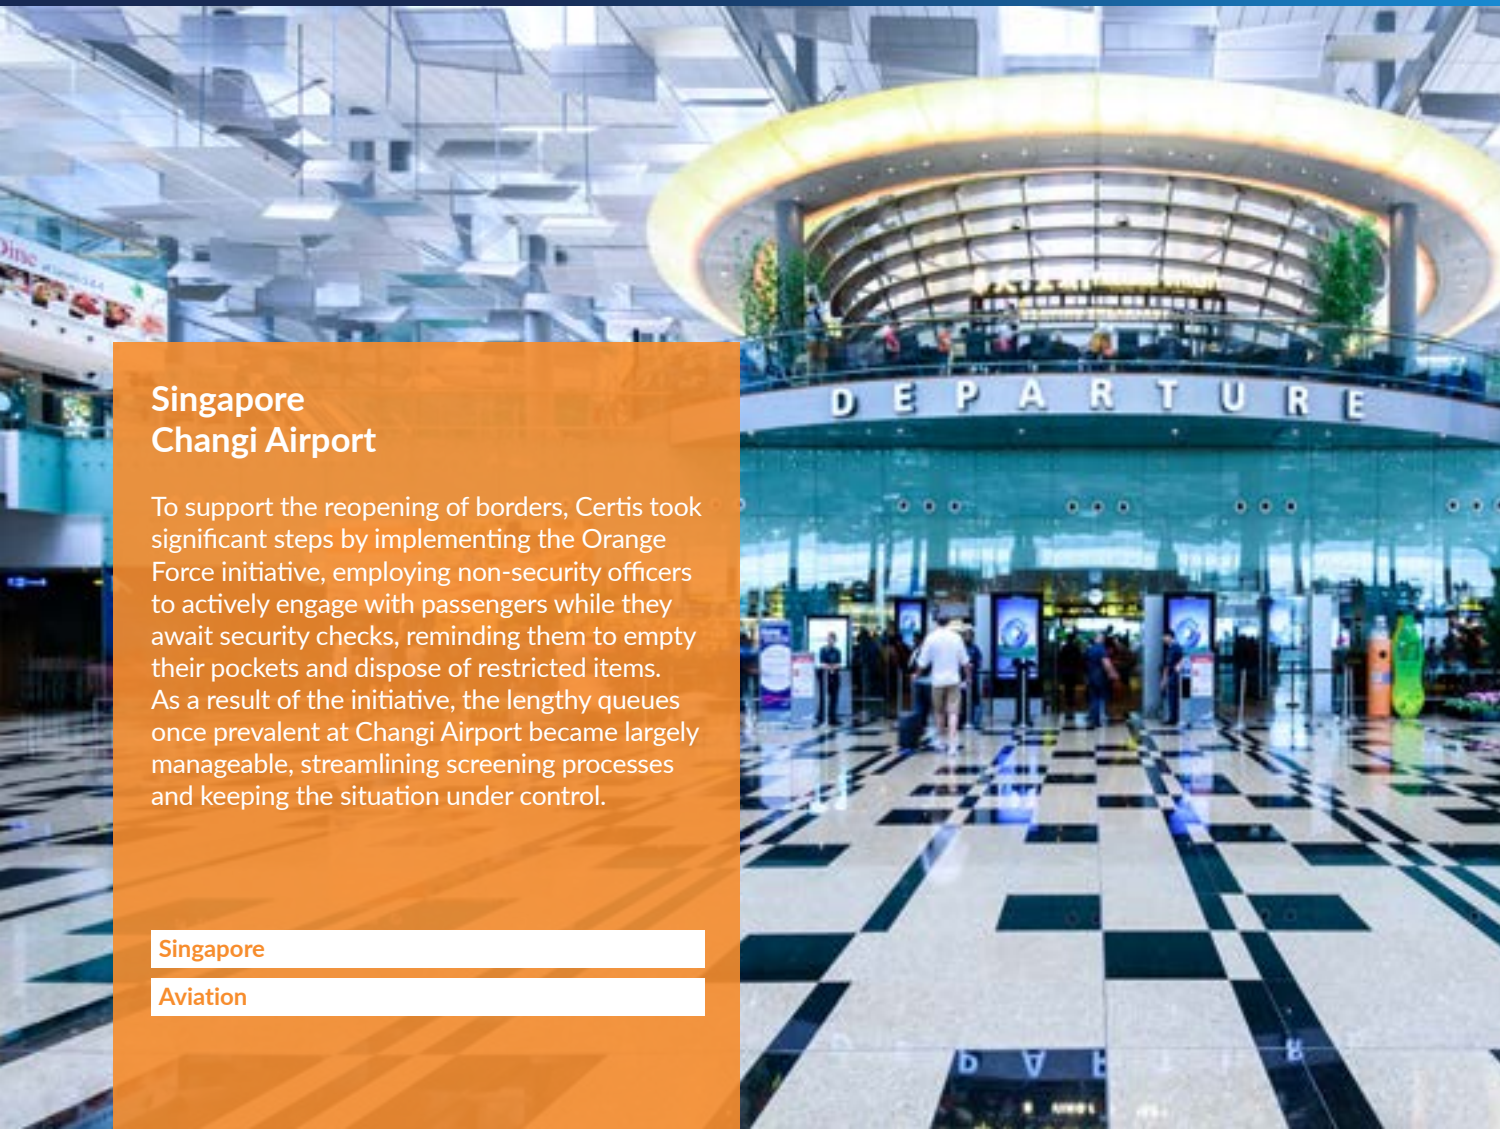 Dine
DEPARTURE
Singapore
Changi Airport
To support the reopening of borders, Certis took
significant steps by implementing the Orange
Force initiative, employing non-security officers
to actively engage with passengers while they
await security checks, reminding them to empty
their pockets and dispose of restricted items.
As a result of the initiative, the lengthy queues
once prevalent at Changi Airport became largely
manageable, streamlining screening processes
and keeping the situation under control.
Singapore
Aviation